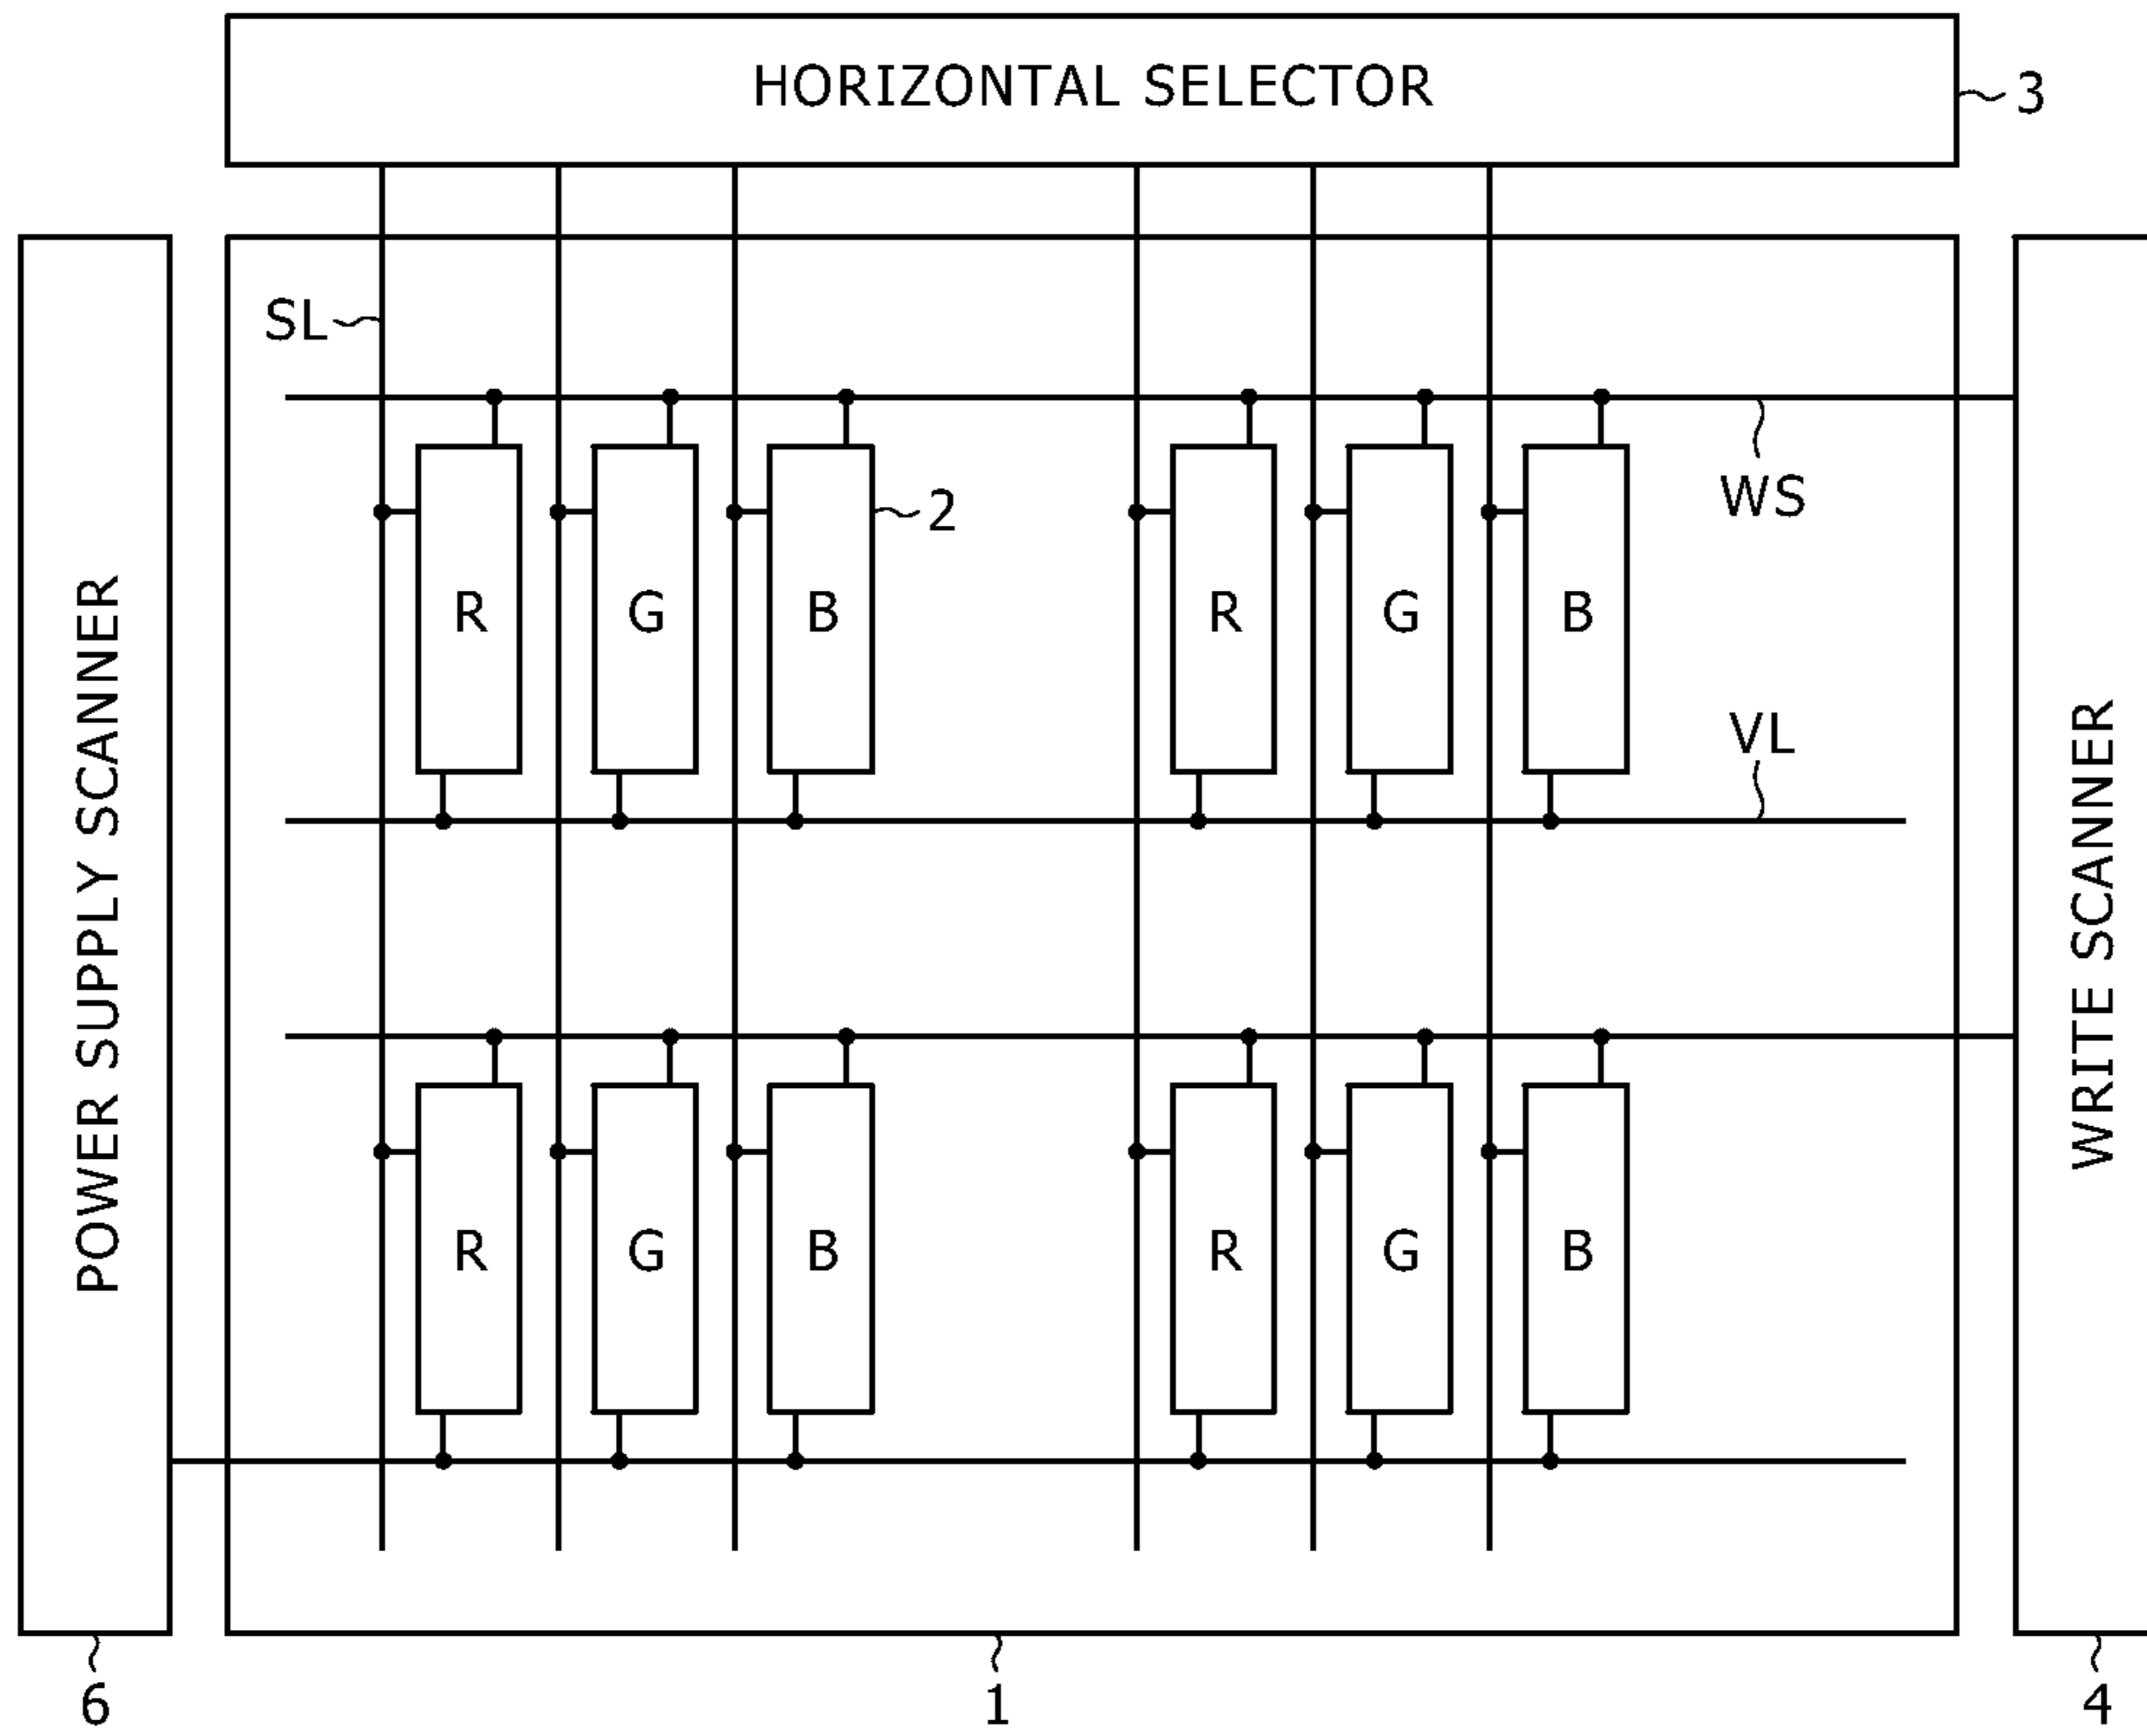 HORIZONTAL SELECTOR
3
SL
WS
R G B 2 R G B
VL
POWER SUPPLY SCANNER
WRITE SCANNER
R G B R G B
6
1
4